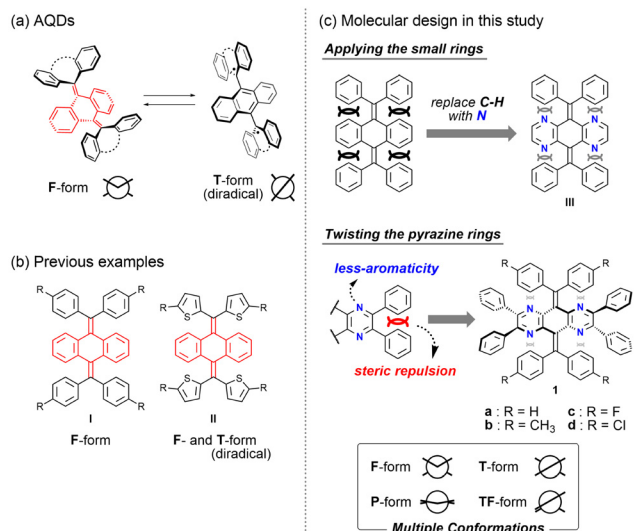 (a) AQDs
F-form
T-form
(diradical)
(b) Previous examples
R
R
R
R
I
F-form
R
S
S
R
R
S
S
R
II
F- and T-form
(diradical)
(c) Molecular design in this study
Applying the small rings
replace C-H
with N
N
N
N
N
III
Twisting the pyrazine rings
less-aromaticity
N
N
steric repulsion
R
R
N
N
N
N
R
R
1
a : R = H
c : R = F
b : R = CH3
d : R = Cl
F-form
T-form
P-form
TF-form
Multiple Conformations